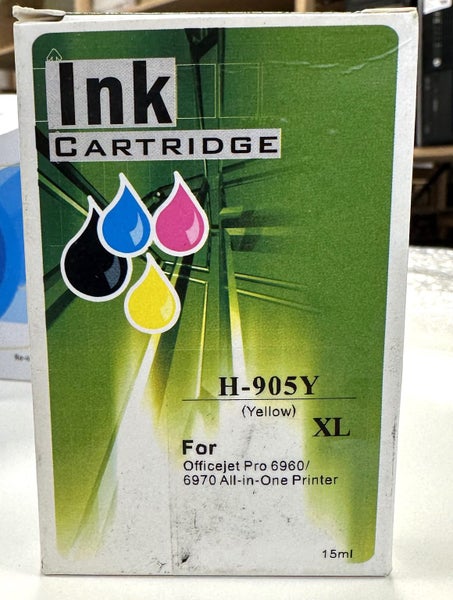 Ink
CARTRIDGE
H-905Y
(Yellow)
XL
For
Officejet Pro 6960/
6970 All-in-One Printer
15ml